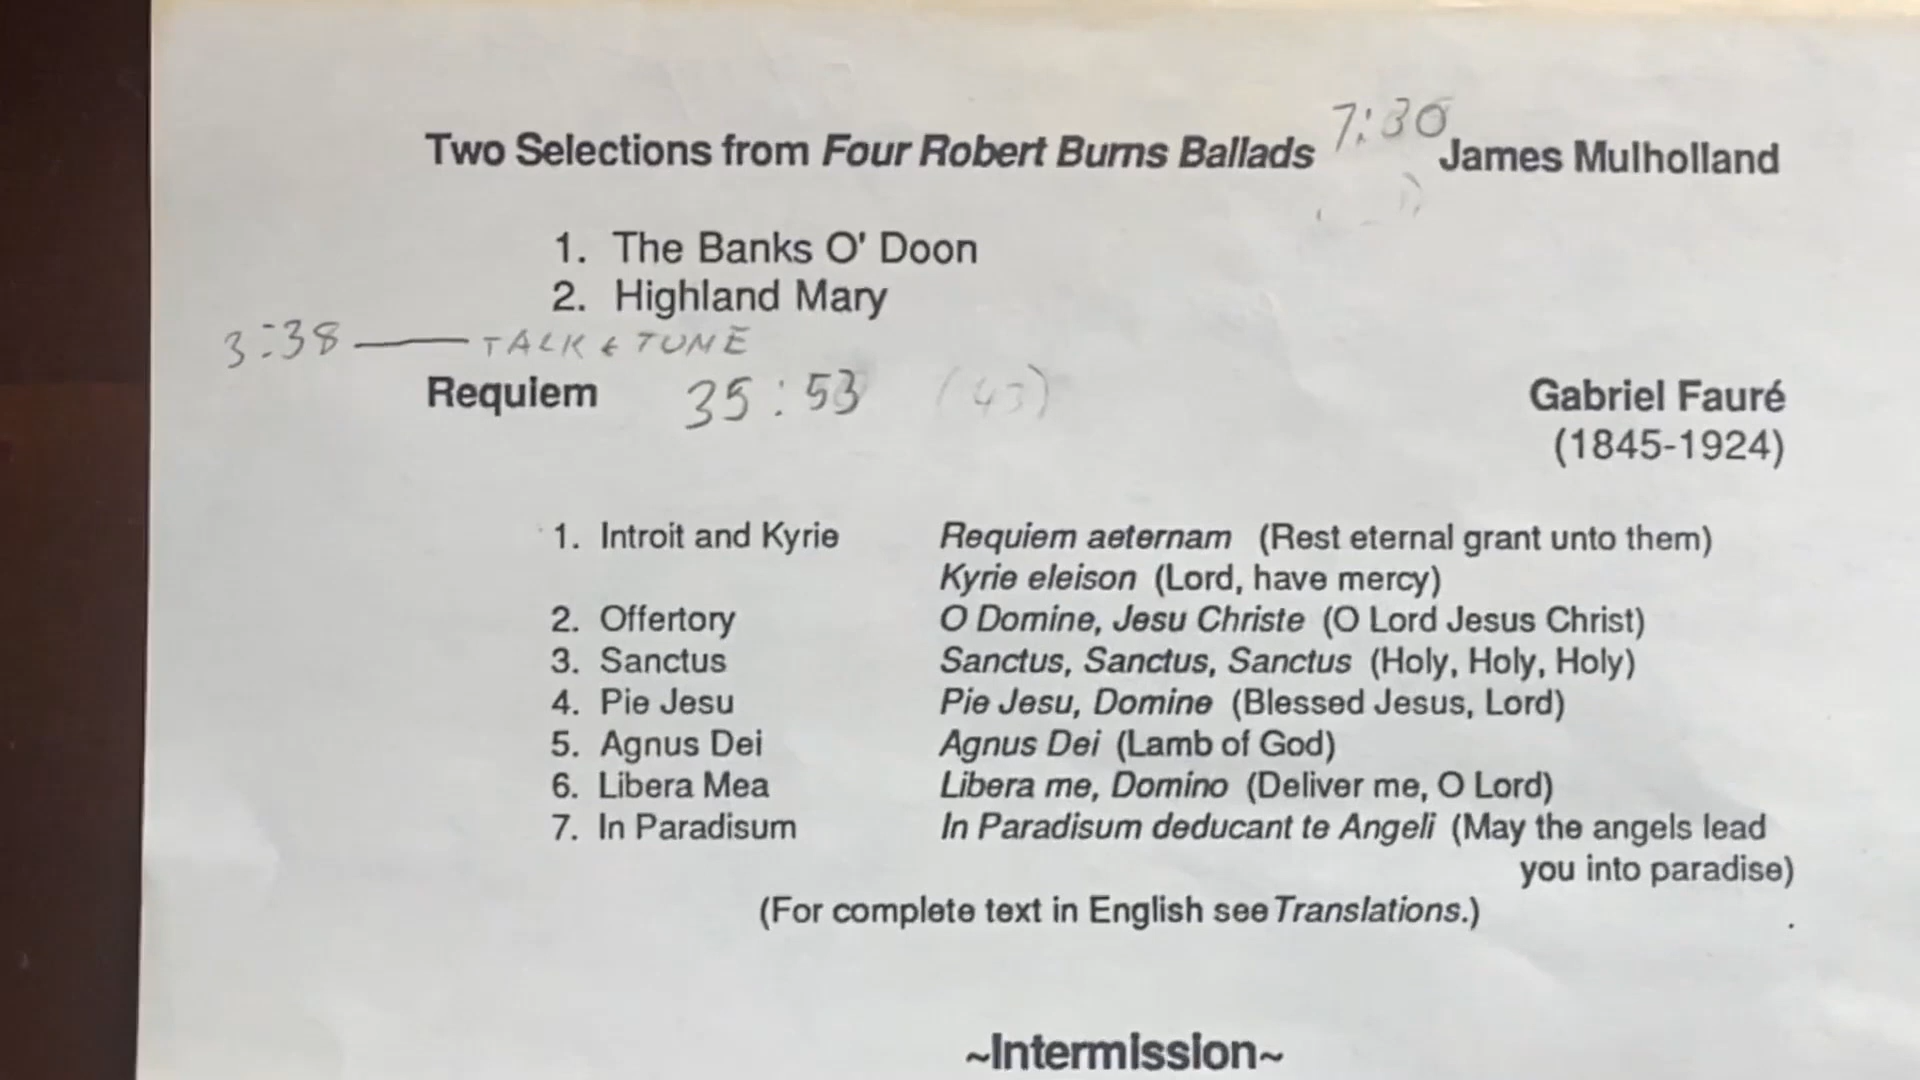 Two Selections from Four Robert Burns Ballads 7:30 James Mulholland
1. The Banks O' Doon
2. Highland Mary
3:38 — TALK & TUNE
Requiem 35:53 Gabriel Fauré
(1845-1924)
1. Introit and Kyrie Requiem aeternam (Rest eternal grant unto them)
Kyrie eleison (Lord, have mercy)
2. Offertory O Domine, Jesu Christe (O Lord Jesus Christ)
3. Sanctus Sanctus, Sanctus, Sanctus (Holy, Holy, Holy)
4. Pie Jesu Pie Jesu, Domine (Blessed Jesus, Lord)
5. Agnus Dei Agnus Dei (Lamb of God)
6. Libera Mea Libera me, Domino (Deliver me, O Lord)
7. In Paradisum In Paradisum deducant te Angeli (May the angels lead
you into paradise)
(For complete text in English see Translations.)
~Intermission~